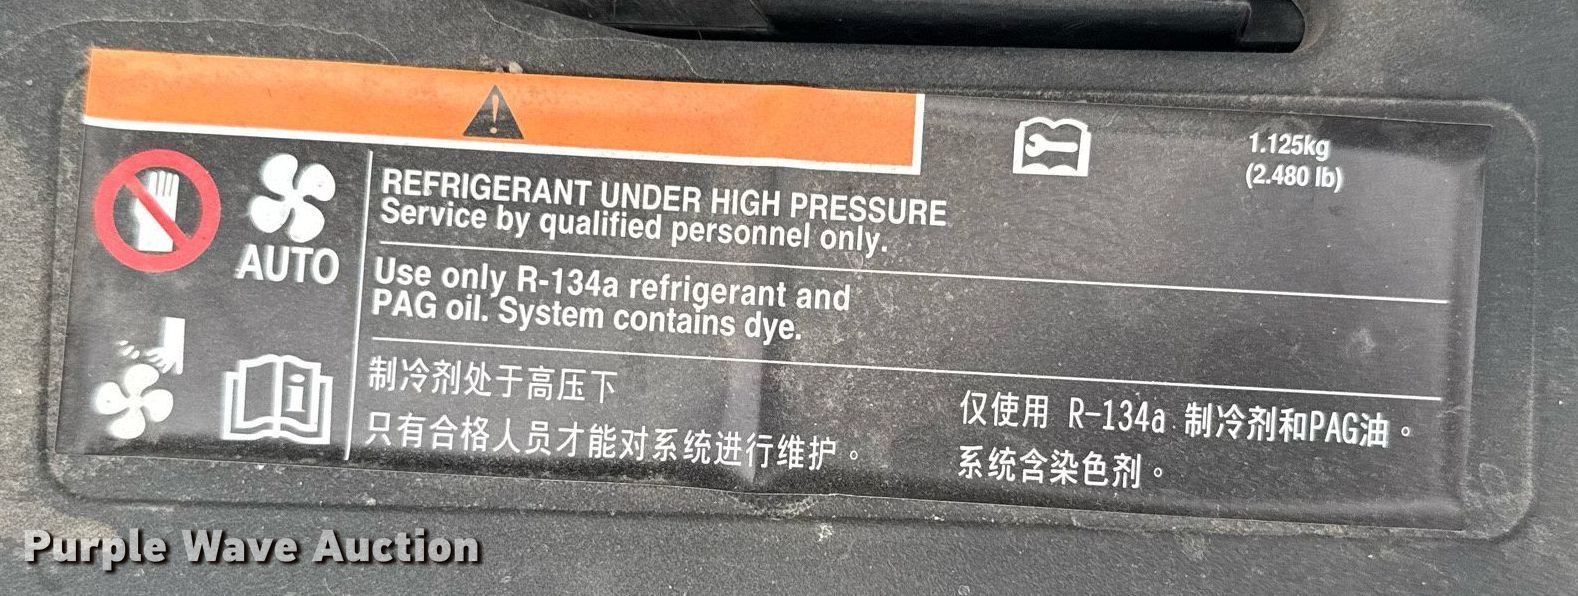 1.125kg
(2.480 lb)
REFRIGERANT UNDER HIGH PRESSURE
Service by qualified personnel only.
AUTO
Use only R-134a refrigerant and
PAG oil. System contains dye.
制冷剂处于高压下
只有合格人员才能对系统进行维护。
仅使用 R-134a 制冷剂和PAG油。
系统含染色剂。
Purple Wave Auction